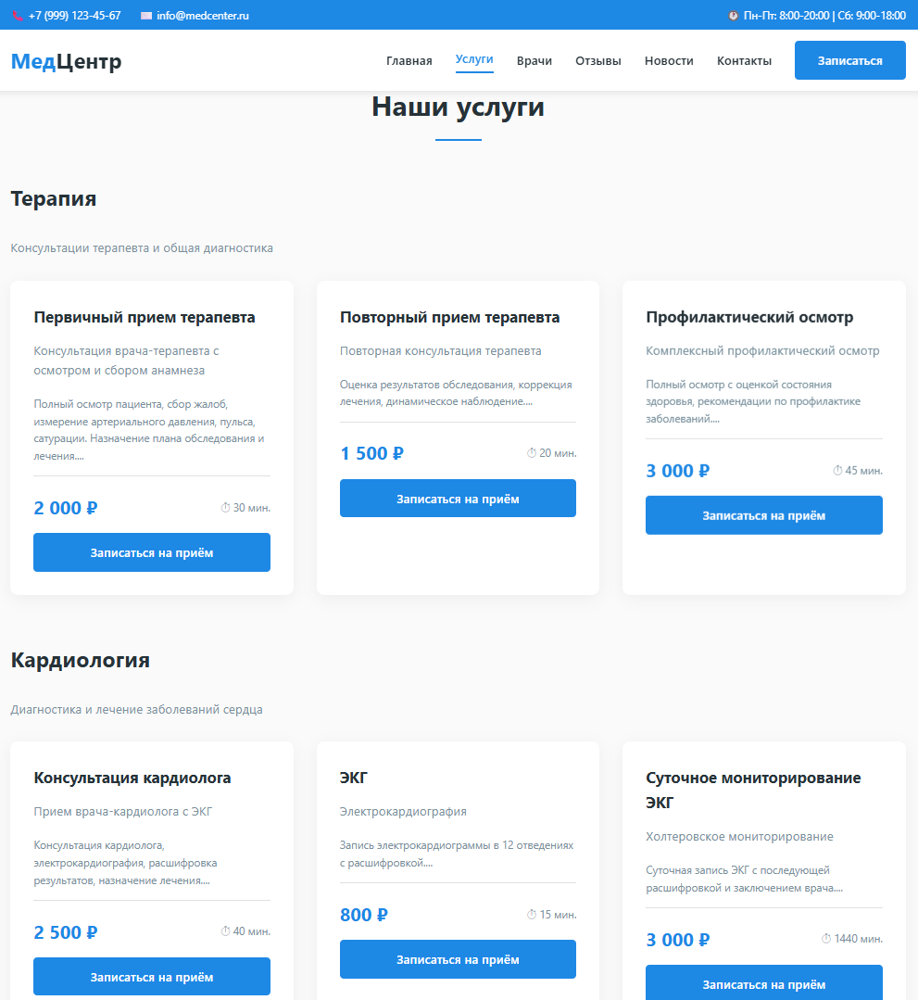 +7 (999) 123-45-67 info@medcenter.ru Пн-Пт: 8:00-20:00 | Сб: 9:00-18:00
МедЦентр Главная Услуги Врачи Отзывы Новости Контакты Записаться
Наши услуги
Терапия
Консультации терапевта и общая диагностика
Первичный прием терапевта
Консультация врача-терапевта с
осмотром и сбором анамнеза
Полный осмотр пациента, сбор жалоб,
измерение артериального давления, пульса,
сатурации. Назначение плана обследования и
лечения....
2 000 ₽ 30 мин.
Записаться на приём
Повторный прием терапевта
Повторная консультация терапевта
Оценка результатов обследования, коррекция
лечения, динамическое наблюдение....
1 500 ₽ 20 мин.
Записаться на приём
Профилактический осмотр
Комплексный профилактический осмотр
Полный осмотр с оценкой состояния
здоровья, рекомендации по профилактике
заболеваний....
3 000 ₽ 45 мин.
Записаться на приём
Кардиология
Диагностика и лечение заболеваний сердца
Консультация кардиолога
Прием врача-кардиолога с ЭКГ
Консультация кардиолога,
электрокардиография, расшифровка
результатов, назначение лечения....
2 500 ₽ 40 мин.
Записаться на приём
ЭКГ
Электрокардиография
Запись электрокардиограммы в 12 отведениях
с расшифровкой....
800 ₽ 15 мин.
Записаться на приём
Суточное мониторирование
ЭКГ
Холтеровское мониторирование
Суточная запись ЭКГ с последующей
расшифровкой и заключением врача....
3 000 ₽ 1440 мин.
Записаться на приём